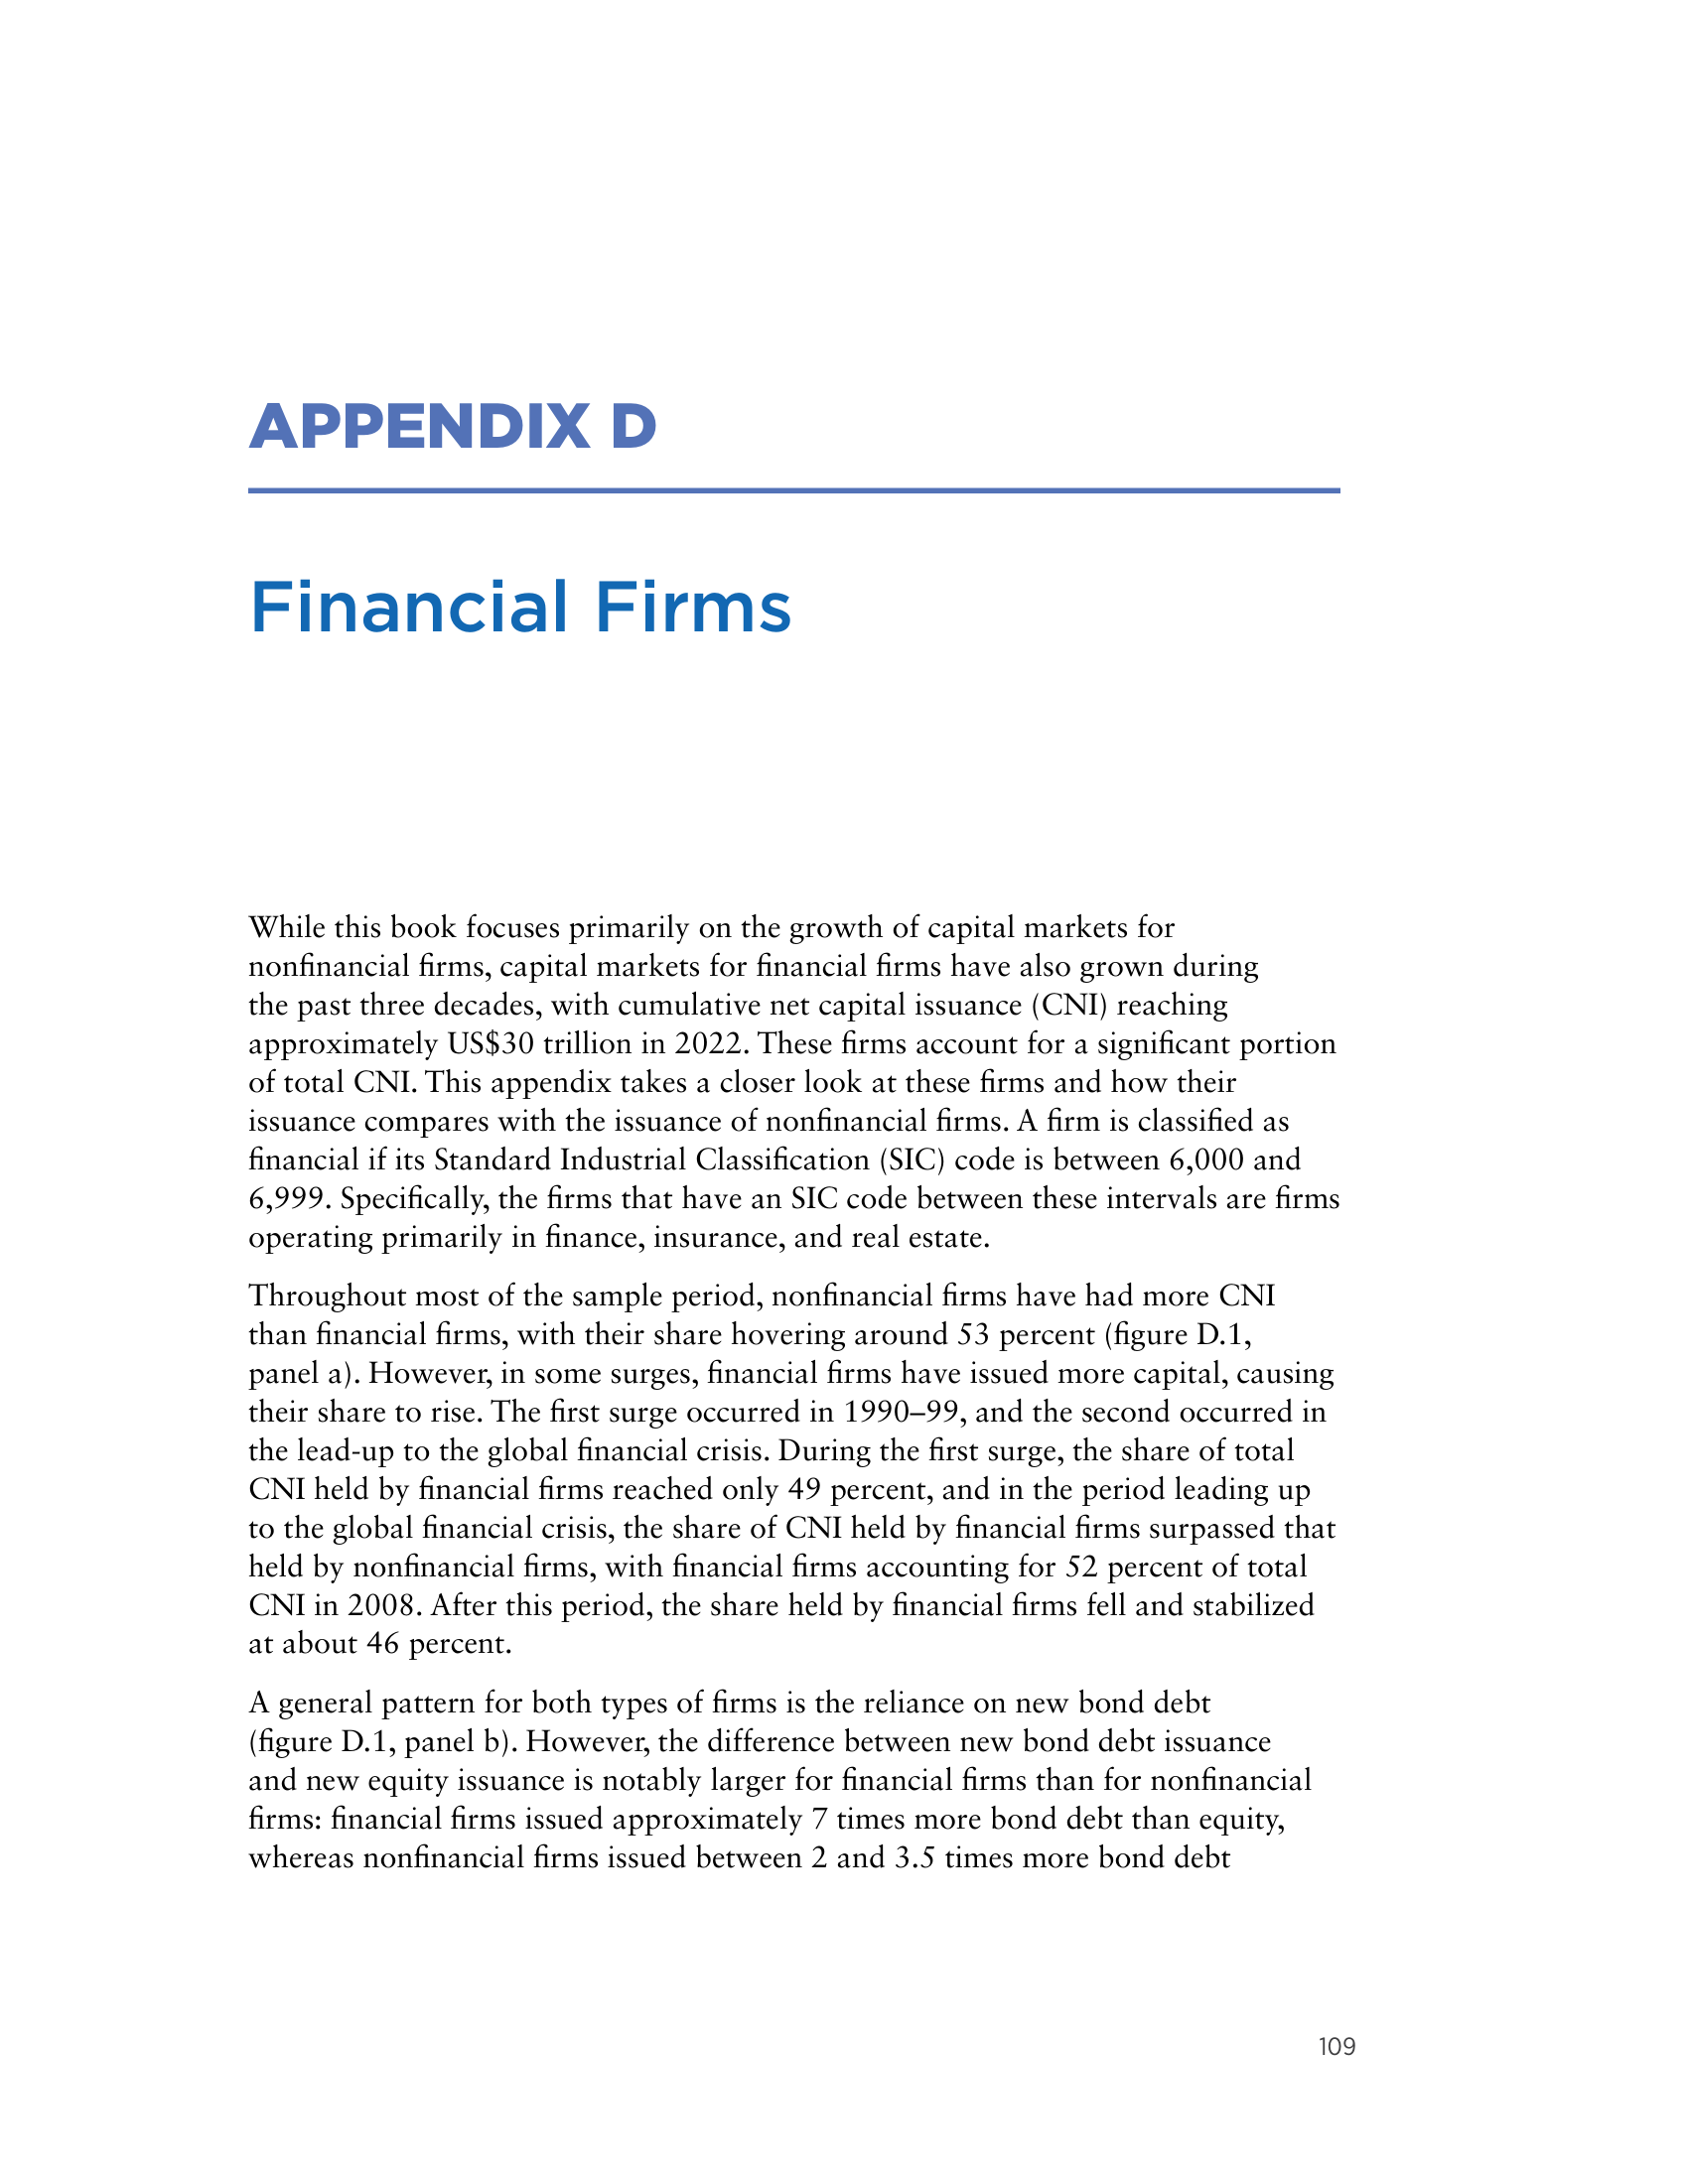 APPENDIX D
Financial Firms
While this book focuses primarily on the growth of capital markets for
nonfinancial firms, capital markets for financial firms have also grown during
the past three decades, with cumulative net capital issuance (CNI) reaching
approximately US$30 trillion in 2022. These firms account for a significant portion
of total CNI. This appendix takes a closer look at these firms and how their
issuance compares with the issuance of nonfinancial firms. A firm is classified as
financial if its Standard Industrial Classification (SIC) code is between 6,000 and
6,999. Specifically, the firms that have an SIC code between these intervals are firms
operating primarily in finance, insurance, and real estate.
Throughout most of the sample period, nonfinancial firms have had more CNI
than financial firms, with their share hovering around 53 percent (figure D.1,
panel a). However, in some surges, financial firms have issued more capital, causing
their share to rise. The first surge occurred in 1990–99, and the second occurred in
the lead-up to the global financial crisis. During the first surge, the share of total
CNI held by financial firms reached only 49 percent, and in the period leading up
to the global financial crisis, the share of CNI held by financial firms surpassed that
held by nonfinancial firms, with financial firms accounting for 52 percent of total
CNI in 2008. After this period, the share held by financial firms fell and stabilized
at about 46 percent.
A general pattern for both types of firms is the reliance on new bond debt
(figure D.1, panel b). However, the difference between new bond debt issuance
and new equity issuance is notably larger for financial firms than for nonfinancial
firms: financial firms issued approximately 7 times more bond debt than equity,
whereas nonfinancial firms issued between 2 and 3.5 times more bond debt
109